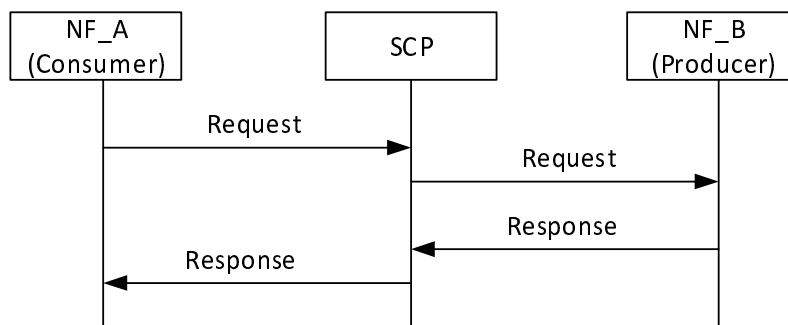 NF_A
(Consumer)
SCP
NF_B
(Producer)
Request
Request
Response
Response